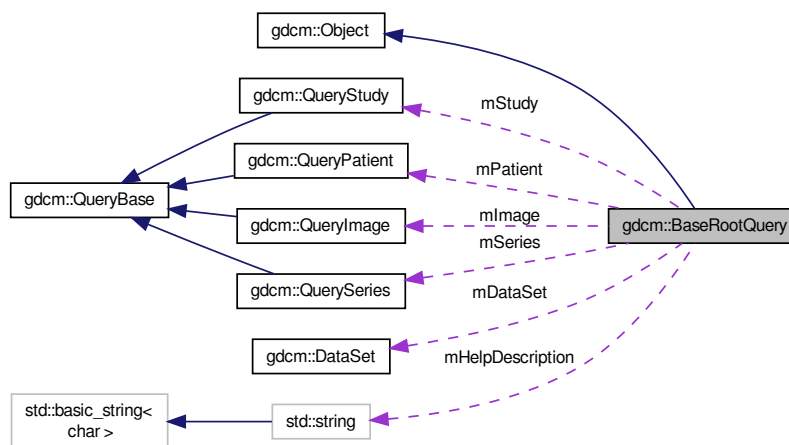 gdcm::Object
gdcm::QueryStudy
mStudy
gdcm::QueryPatient
mPatient
gdcm::QueryBase
gdcm::QueryImage
mImage
gdcm::BaseRootQuery
mSeries
gdcm::QuerySeries
mDataSet
gdcm::DataSet
mHelpDescription
std::basic_string<
char >
std::string